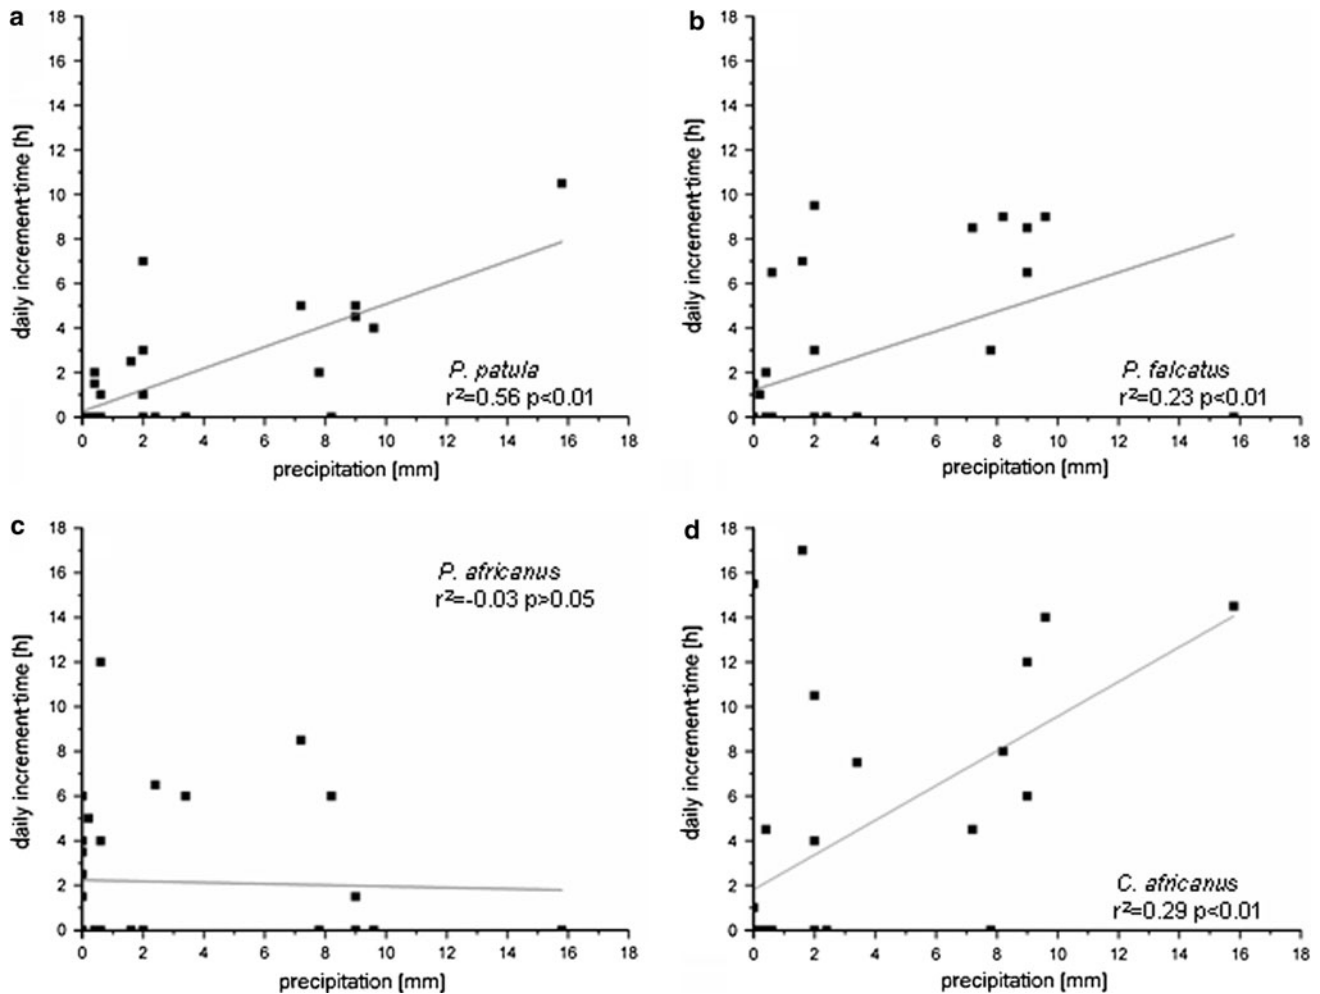 a
18
16
14
12
10
8
6
4
2
0
daily increment time [h]
P. patula
r²=0.56 p<0.01
0 2 4 6 8 10 12 14 16 18
precipitation [mm]
b
18
16
14
12
10
8
6
4
2
0
daily increment time [h]
P. falcatus
r²=0.23 p<0.01
0 2 4 6 8 10 12 14 16 18
precipitation [mm]
c
18
16
14
12
10
8
6
4
2
0
daily increment time [h]
P. africanus
r²=-0.03 p>0.05
0 2 4 6 8 10 12 14 16 18
precipitation [mm]
d
18
16
14
12
10
8
6
4
2
0
daily increment time [h]
C. africanus
r²=0.29 p<0.01
0 2 4 6 8 10 12 14 16 18
precipitation [mm]